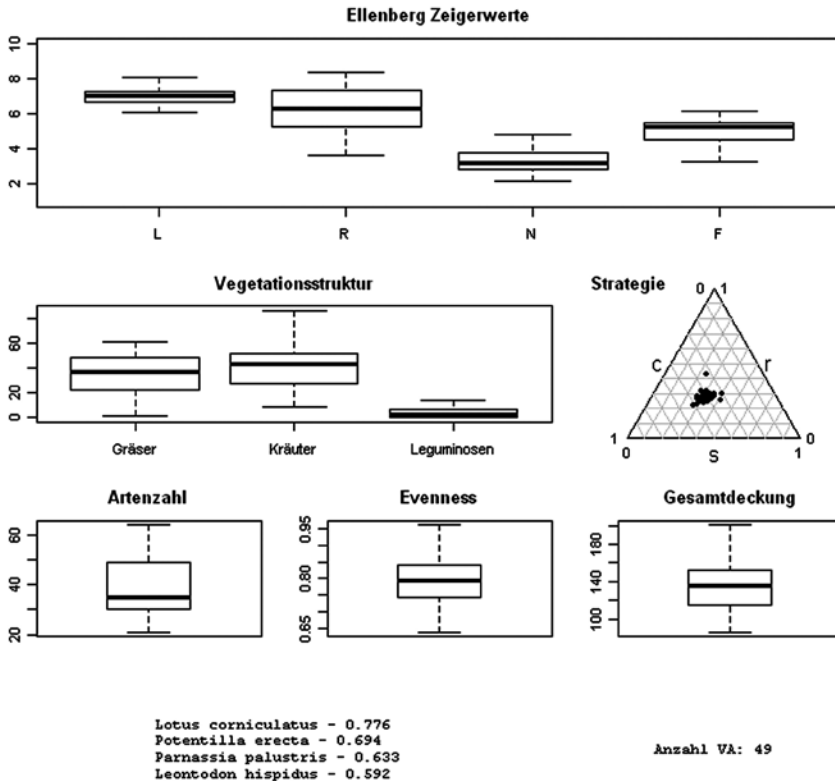 Ellenberg Zeigerwerte
10
8
6
4
2
L R N F
Vegetationsstruktur
60
20
0
Gräser Kräuter Leguminosen
Strategie
0 1
c r
1 0
0 S 1
Artenzahl
60
40
20
Evenness
0.95
0.80
0.65
Gesamtdeckung
180
140
100
Lotus corniculatus - 0.776
Potentilla erecta - 0.694
Parnassia palustris - 0.633
Leontodon hispidus - 0.592
Anzahl VA: 49